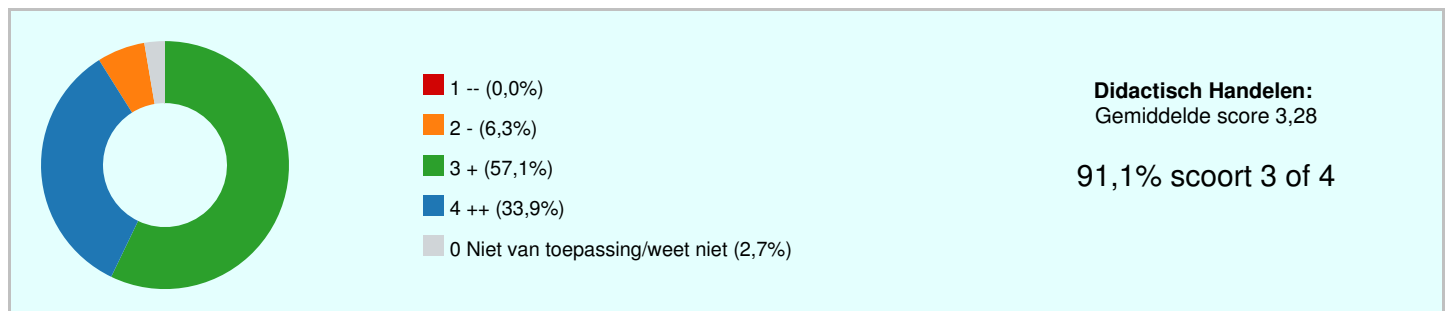 1 -- (0,0%)
2 - (6,3%)
3 + (57,1%)
4 ++ (33,9%)
0 Niet van toepassing/weet niet (2,7%)
Didactisch Handelen:
Gemiddelde score 3,28
91,1% scoort 3 of 4